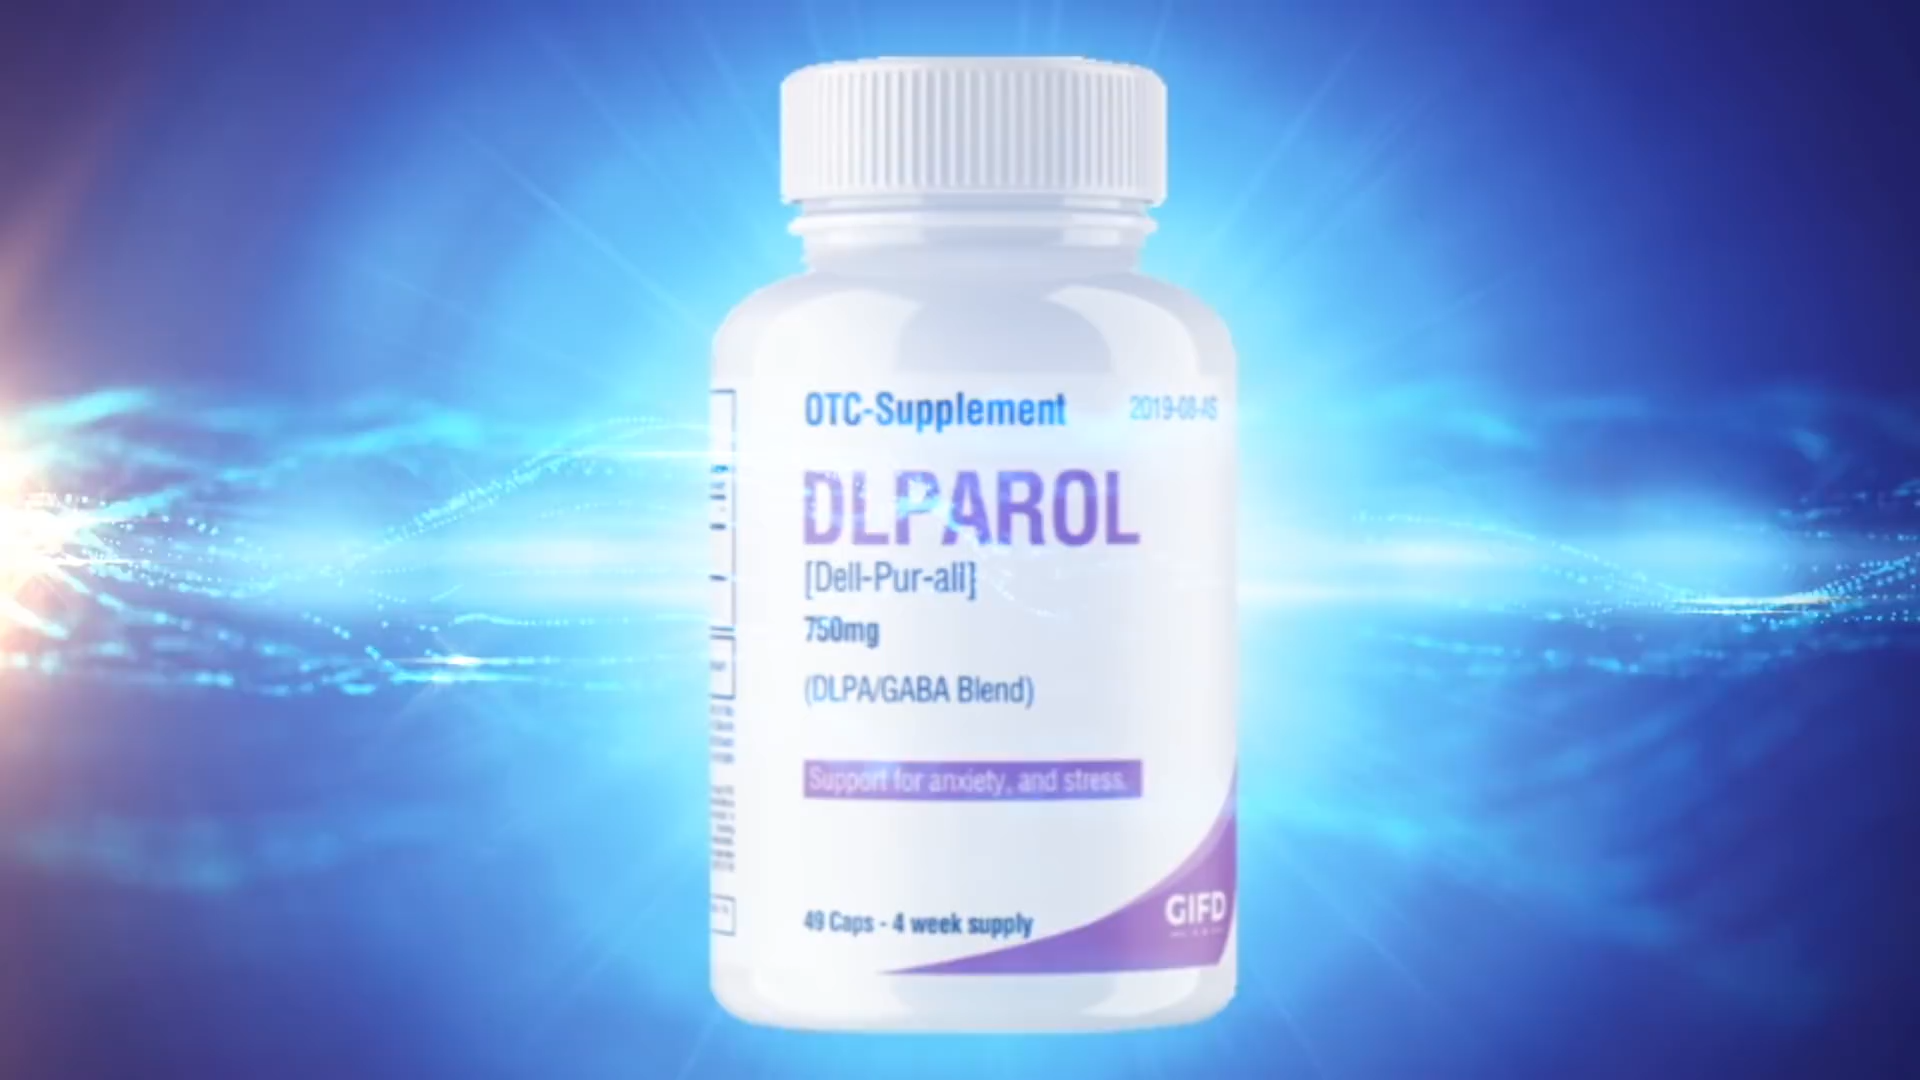 OTC-Supplement
2019-08-AS
DLPAROL
[Dell-Pur-all]
750mg
(DLPA/GABA Blend)
Support for anxiety, and stress.
49 Caps - 4 week supply
GIFD